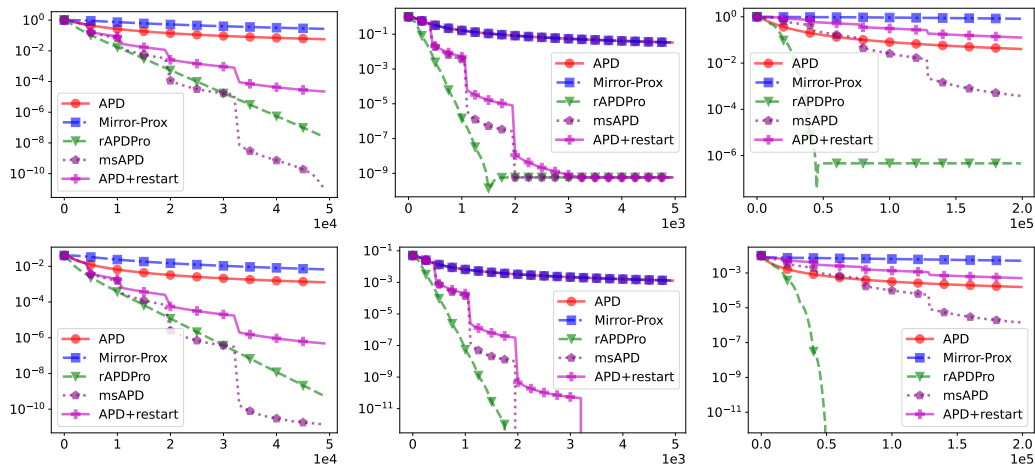 10⁰
10⁻²
10⁻⁴
10⁻⁶
10⁻⁸
10⁻¹⁰
APD
Mirror-Prox
rAPDPro
msAPD
APD+restart
0 1 2 3 4 5
1e4
10⁻¹
10⁻³
10⁻⁵
10⁻⁷
10⁻⁹
APD
Mirror-Prox
rAPDPro
msAPD
APD+restart
0 1 2 3 4 5
1e3
10⁰
10⁻²
10⁻⁴
10⁻⁶
APD
Mirror-Prox
rAPDPro
msAPD
APD+restart
0.0 0.5 1.0 1.5 2.0
1e5
10⁻²
10⁻⁴
10⁻⁶
10⁻⁸
10⁻¹⁰
APD
Mirror-Prox
rAPDPro
msAPD
APD+restart
0 1 2 3 4 5
1e4
10⁻¹
10⁻³
10⁻⁵
10⁻⁷
10⁻⁹
10⁻¹¹
APD
Mirror-Prox
rAPDPro
msAPD
APD+restart
0 1 2 3 4 5
1e3
10⁻¹
10⁻³
10⁻⁵
10⁻⁷
10⁻⁹
10⁻¹¹
APD
Mirror-Prox
rAPDPro
msAPD
APD+restart
0.0 0.5 1.0 1.5 2.0
1e5